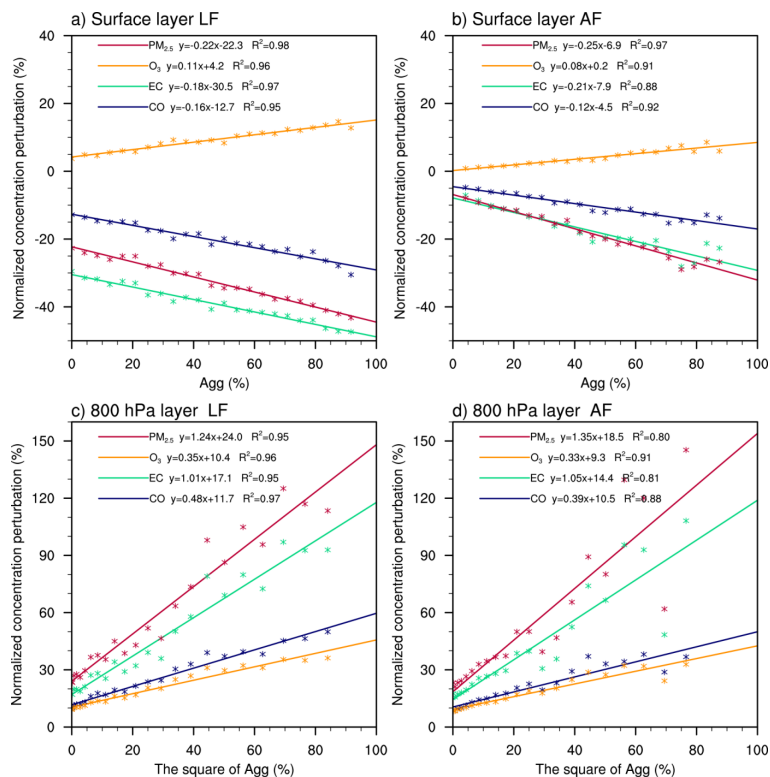 a) Surface layer LF
PM2.5 y=-0.22x-22.3 R2=0.98
O3 y=0.11x+4.2 R2=0.96
EC y=-0.18x-30.5 R2=0.97
CO y=-0.16x-12.7 R2=0.95
Normalized concentration perturbation (%)
40
20
0
-20
-40
0 20 40 60 80 100
Agg (%)
b) Surface layer AF
PM2.5 y=-0.25x-6.9 R2=0.97
O3 y=0.08x+0.2 R2=0.91
EC y=-0.21x-7.9 R2=0.88
CO y=-0.12x-4.5 R2=0.92
Normalized concentration perturbation (%)
40
20
0
-20
-40
0 20 40 60 80 100
Agg (%)
c) 800 hPa layer LF
PM2.5 y=1.24x+24.0 R2=0.95
O3 y=0.35x+10.4 R2=0.96
EC y=1.01x+17.1 R2=0.95
CO y=0.48x+11.7 R2=0.97
Normalized concentration perturbation (%)
150
120
90
60
30
0
0 20 40 60 80 100
The square of Agg (%)
d) 800 hPa layer AF
PM2.5 y=1.35x+18.5 R2=0.80
O3 y=0.33x+9.3 R2=0.91
EC y=1.05x+14.4 R2=0.81
CO y=0.39x+10.5 R2=0.88
Normalized concentration perturbation (%)
150
120
90
60
30
0
0 20 40 60 80 100
The square of Agg (%)